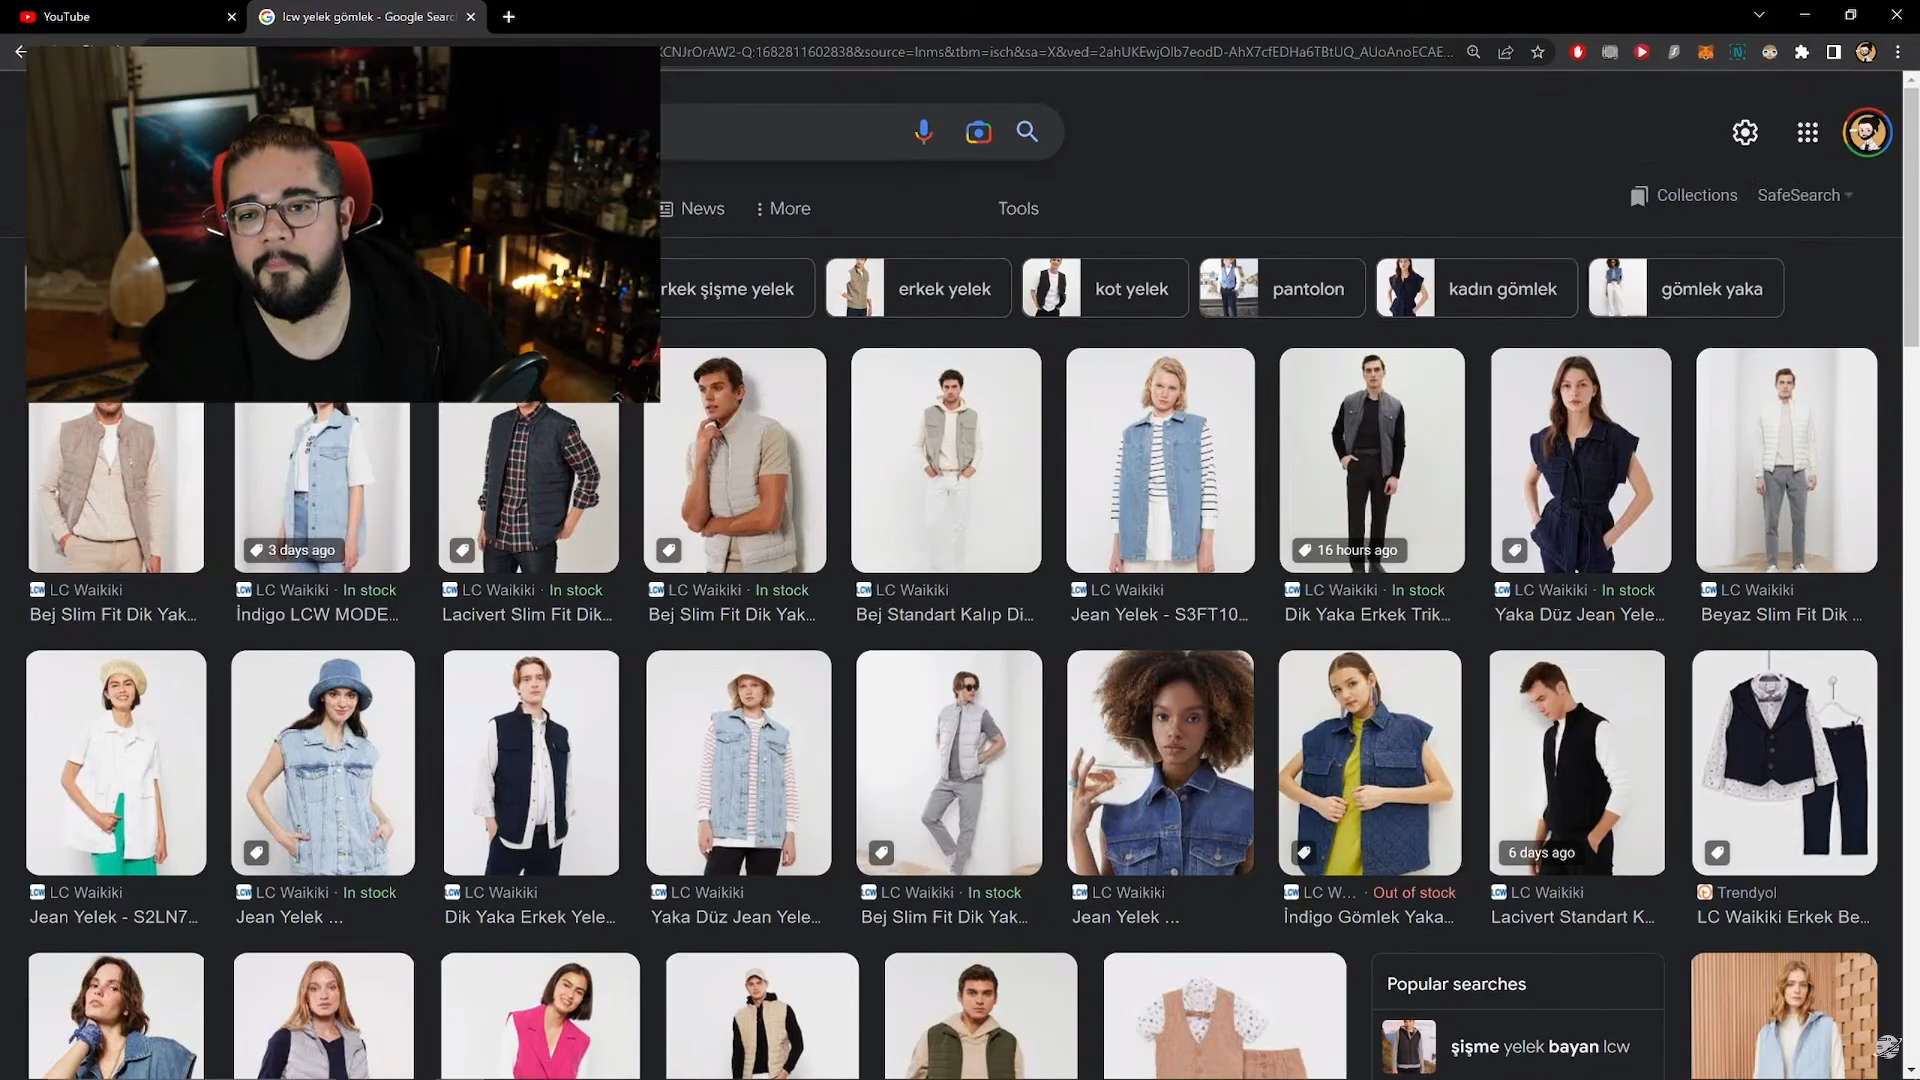 YouTube
lcw yelek gömlek - Google Searc
KCNJrOrAW2-Q:1682811602838&source=lnms&tbm=isch&sa=X&ved=2ahUKEwjOlb7eodD-AhX7cfEDHa6TBtUQ_AUoAnoECAE...
News
More
Tools
Collections
SafeSearch
rkek şişme yelek
erkek yelek
kot yelek
pantolon
kadın gömlek
gömlek yaka
3 days ago
16 hours ago
LC Waikiki
LC Waikiki · In stock
LC Waikiki · In stock
LC Waikiki · In stock
LC Waikiki
LC Waikiki
LC Waikiki · In stock
LC Waikiki · In stock
LC Waikiki
Bej Slim Fit Dik Yak...
İndigo LCW MODE...
Lacivert Slim Fit Dik...
Bej Slim Fit Dik Yak...
Bej Standart Kalıp Di...
Jean Yelek - S3FT10...
Dik Yaka Erkek Trik...
Yaka Düz Jean Yele...
Beyaz Slim Fit Dik ...
6 days ago
LC Waikiki
LC Waikiki · In stock
LC Waikiki
LC Waikiki
LC Waikiki · In stock
LC Waikiki
LC W... · Out of stock
LC Waikiki
Trendyol
Jean Yelek - S2LN7...
Jean Yelek ...
Dik Yaka Erkek Yele...
Yaka Düz Jean Yele...
Bej Slim Fit Dik Yak...
Jean Yelek ...
İndigo Gömlek Yaka...
Lacivert Standart K...
LC Waikiki Erkek Be...
Popular searches
şişme yelek bayan lcw